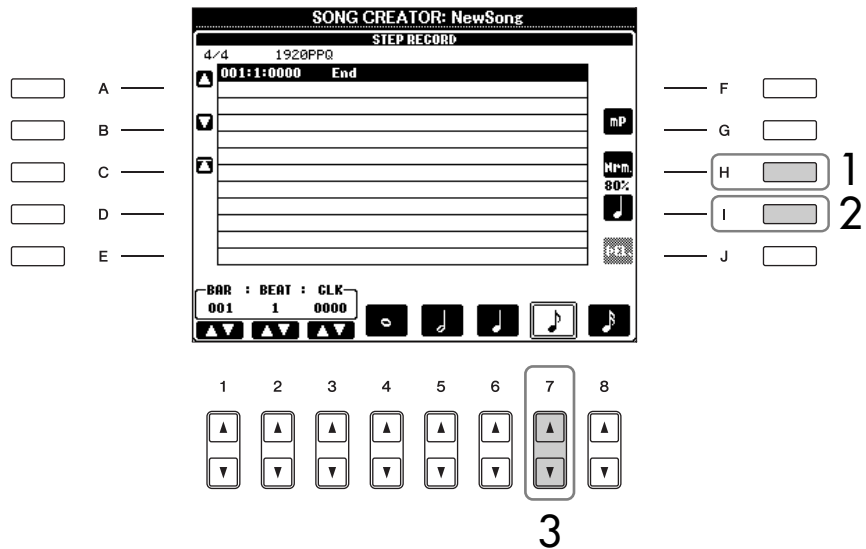 SONG CREATOR: NewSong
STEP RECORD
4/4 1920PPQ
001:1:0000 End
A
B
C
D
E
F
G
H
I
J
1
2
mP
Nrm.
80%
DEL.
BAR : BEAT : CLK
001 1 0000
1 2 3 4 5 6 7 8
3